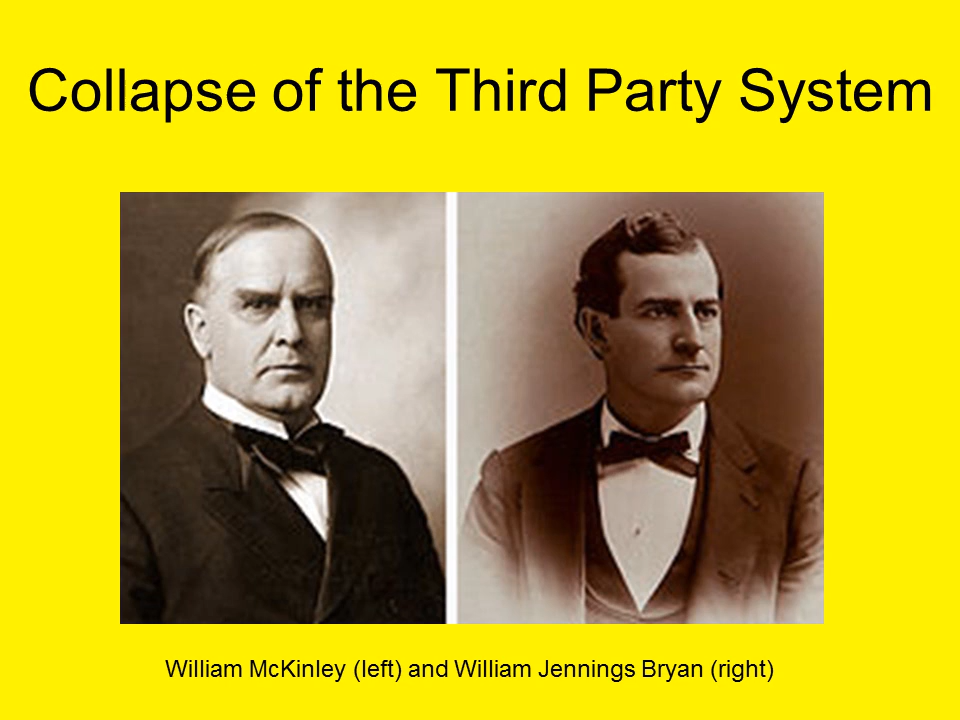 Collapse of the Third Party System
William McKinley (left) and William Jennings Bryan (right)